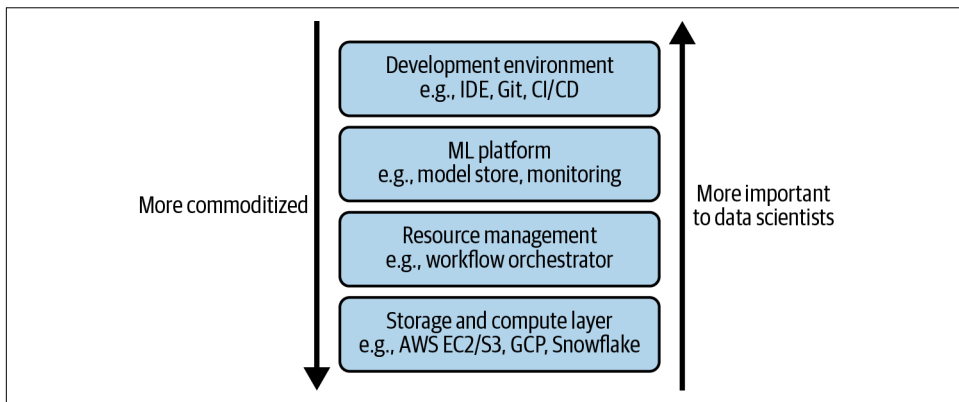 Development environment
e.g., IDE, Git, CI/CD
ML platform
e.g., model store, monitoring
More commoditized
More important
to data scientists
Resource management
e.g., workflow orchestrator
Storage and compute layer
e.g., AWS EC2/S3, GCP, Snowflake